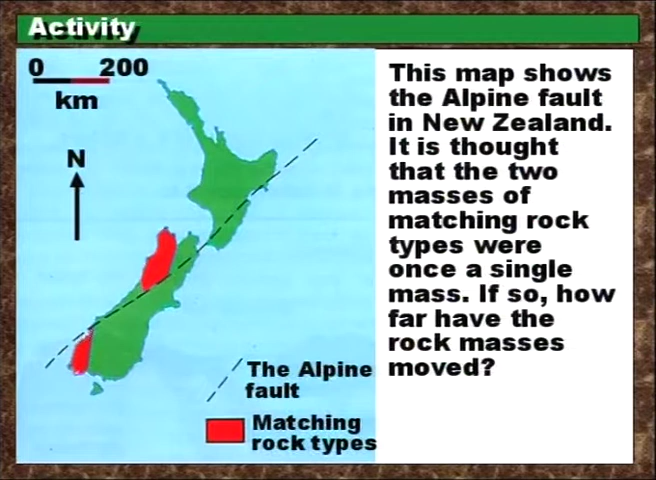 Activity
0 200
km
N
The Alpine
fault
Matching
rock types
This map shows
the Alpine fault
in New Zealand.
It is thought
that the two
masses of
matching rock
types were
once a single
mass. If so, how
far have the
rock masses
moved?